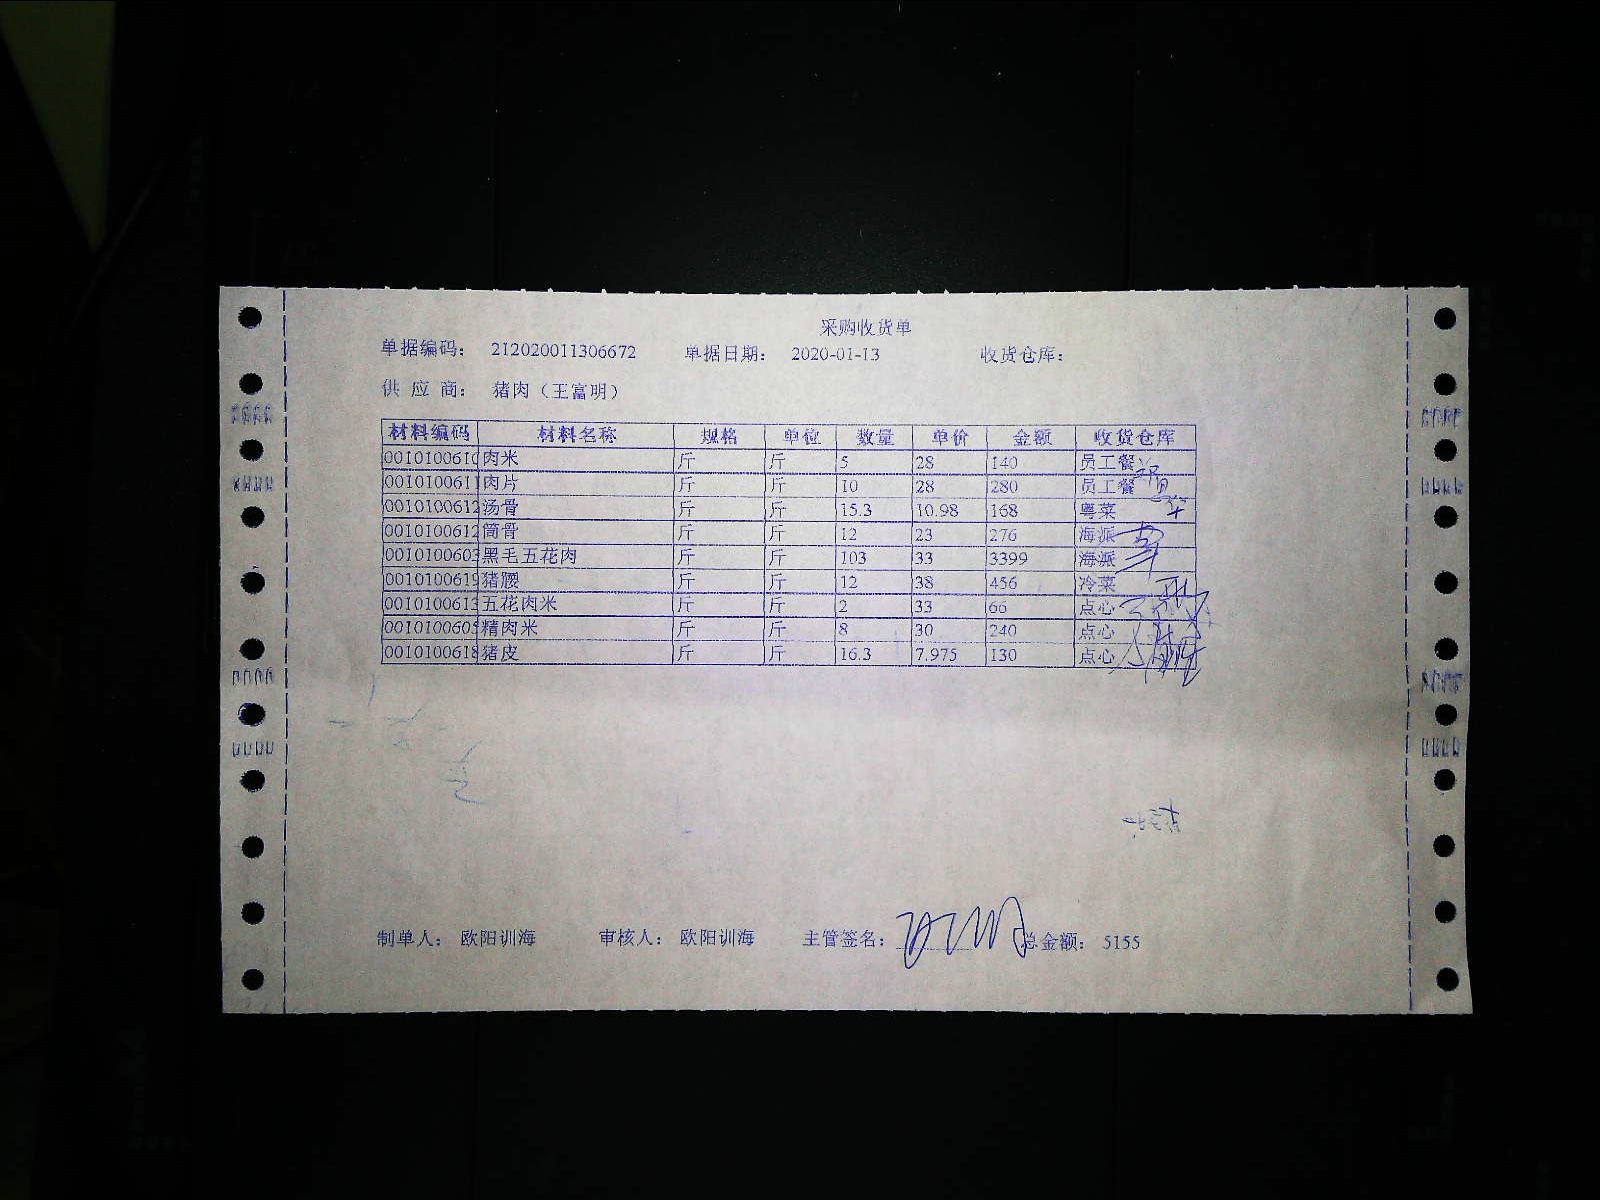 采购收货单
单据编码： 212020011306672 单据日期： 2020-01-13 收货仓库：
供 应 商： 猪肉（王富明）
材料编码 材料名称 规格 单位 数量 单价 金额 收货仓库
0010100610 肉米 斤 斤 5 28 140 员工餐
0010100611 肉片 斤 斤 10 28 280 员工餐
0010100612 汤骨 斤 斤 15.3 10.98 168 粤菜
0010100612 筒骨 斤 斤 12 23 276 海派
0010100603 黑毛五花肉 斤 斤 103 33 3399 海派
0010100619 猪腰 斤 斤 12 38 456 冷菜
0010100613 五花肉米 斤 斤 2 33 66 点心
0010100605 精肉米 斤 斤 8 30 240 点心
0010100618 猪皮 斤 斤 16.3 7.975 130 点心
制单人： 欧阳训海 审核人： 欧阳训海 主管签名： 总金额： 5155